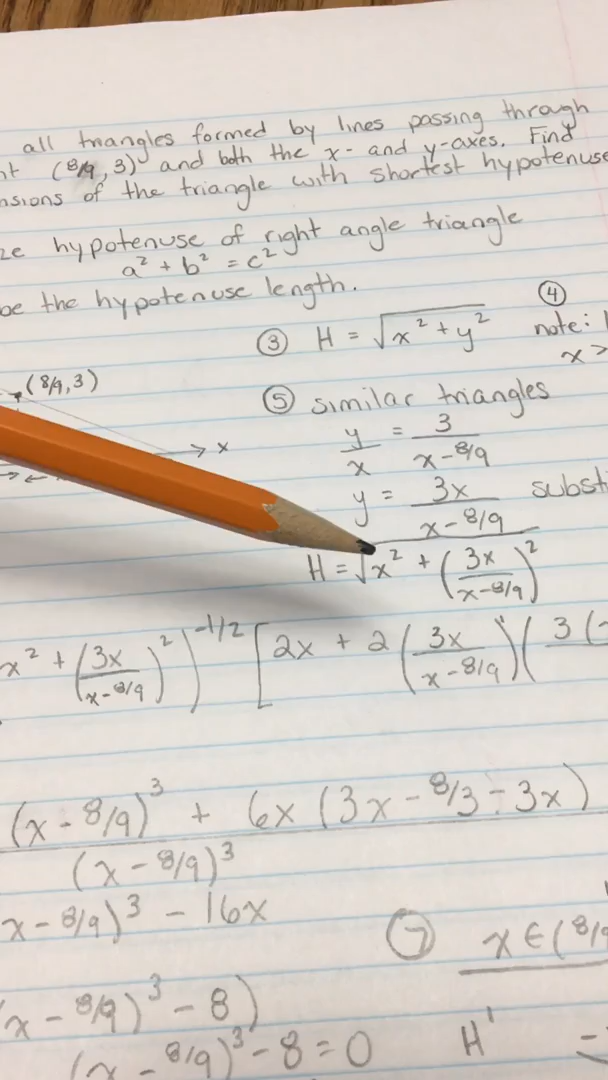 all triangles formed by lines passing through
(8/9, 3) and both the x- and y-axes. Find
of the triangle with shortest hypotenuse
hypotenuse of right angle triangle
a² + b² = c²
be the hypotenuse length.
④
③ H = √(x² + y²) note:
x >
(8/9, 3)
⑤ similar triangles
y/x = 3/(x - 8/9)
x
y = 3x/(x - 8/9)
H = √(x² + (3x/(x - 8/9))²)
x² + (3x/(x - 8/9))²)^(-1/2) [2x + 2(3x/(x - 8/9))(3(
(x - 8/9)³ + 6x (3x - 8/3 - 3x)
(x - 8/9)³
x - 8/9)³ - 16x
⑦ x ∈ (8/9
(x - 8/9)³ - 8)
(x - 8/9)³ - 8 = 0 H' -